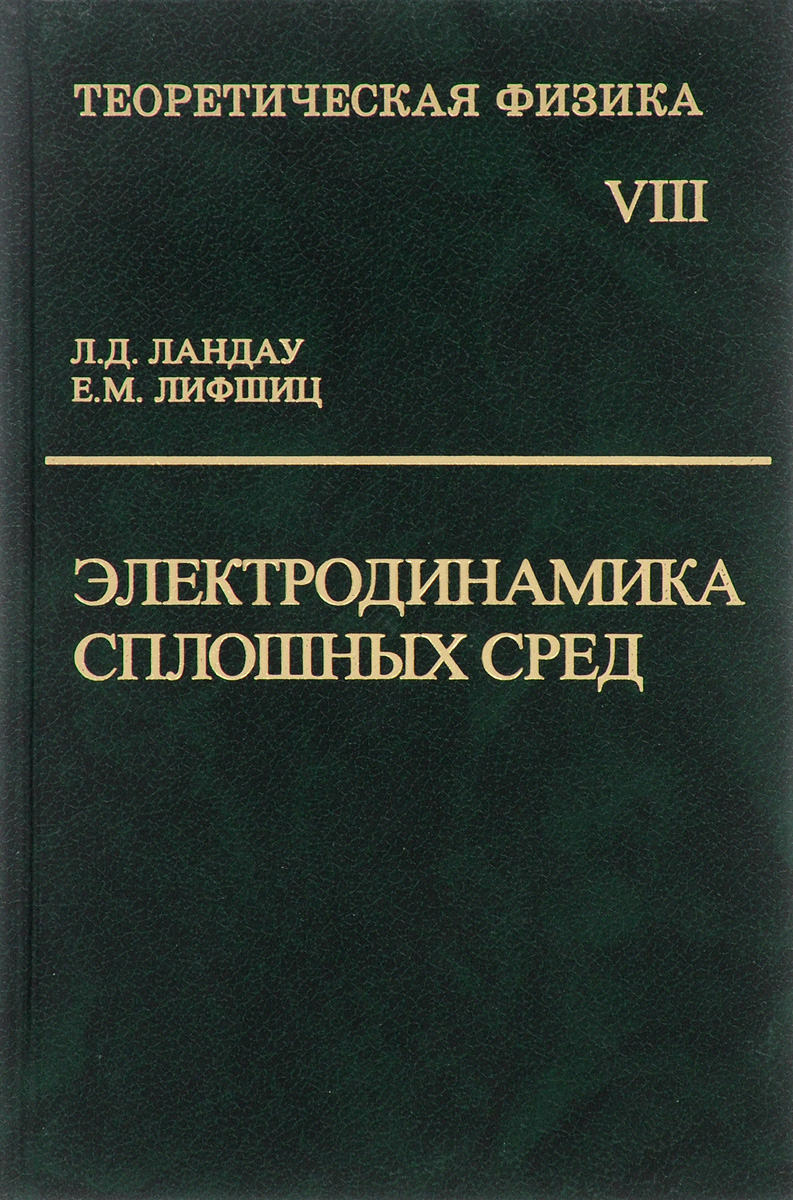 ТЕОРЕТИЧЕСКАЯ ФИЗИКА
VIII
Л.Д. ЛАНДАУ
Е.М. ЛИФШИЦ
ЭЛЕКТРОДИНАМИКА
СПЛОШНЫХ СРЕД